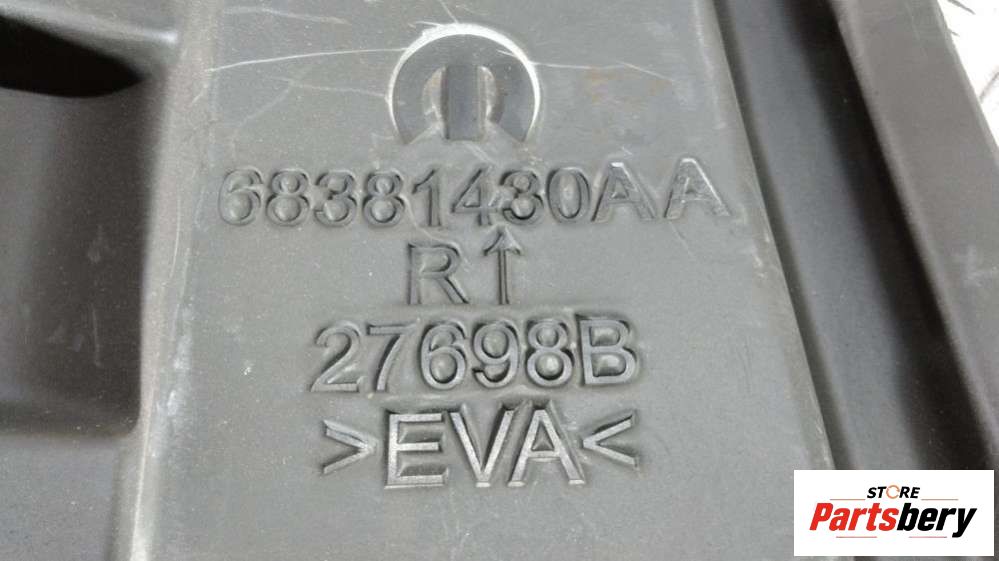 68381430AA
R↑
27698B
>EVA<
STORE
Partsbery